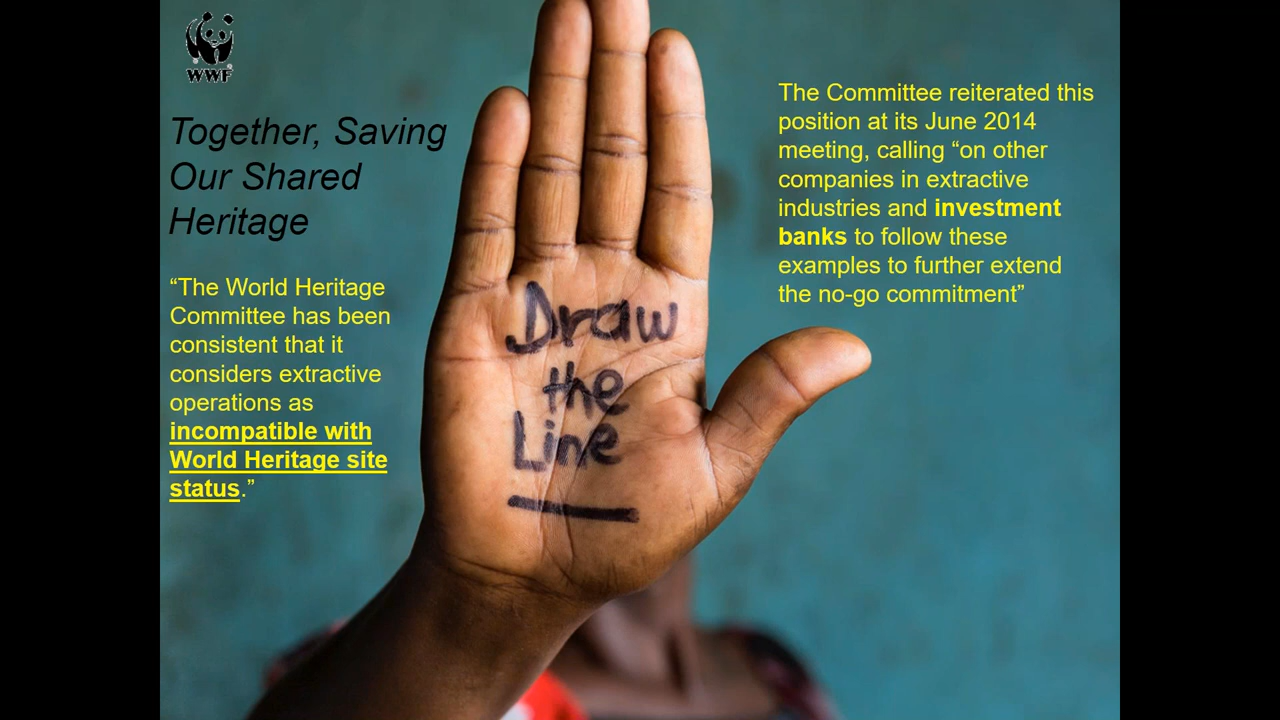 WWF
Together, Saving
Our Shared
Heritage
“The World Heritage
Committee has been
consistent that it
considers extractive
operations as
incompatible with
World Heritage site
status.”
Draw
the
Line
The Committee reiterated this
position at its June 2014
meeting, calling “on other
companies in extractive
industries and investment
banks to follow these
examples to further extend
the no-go commitment”